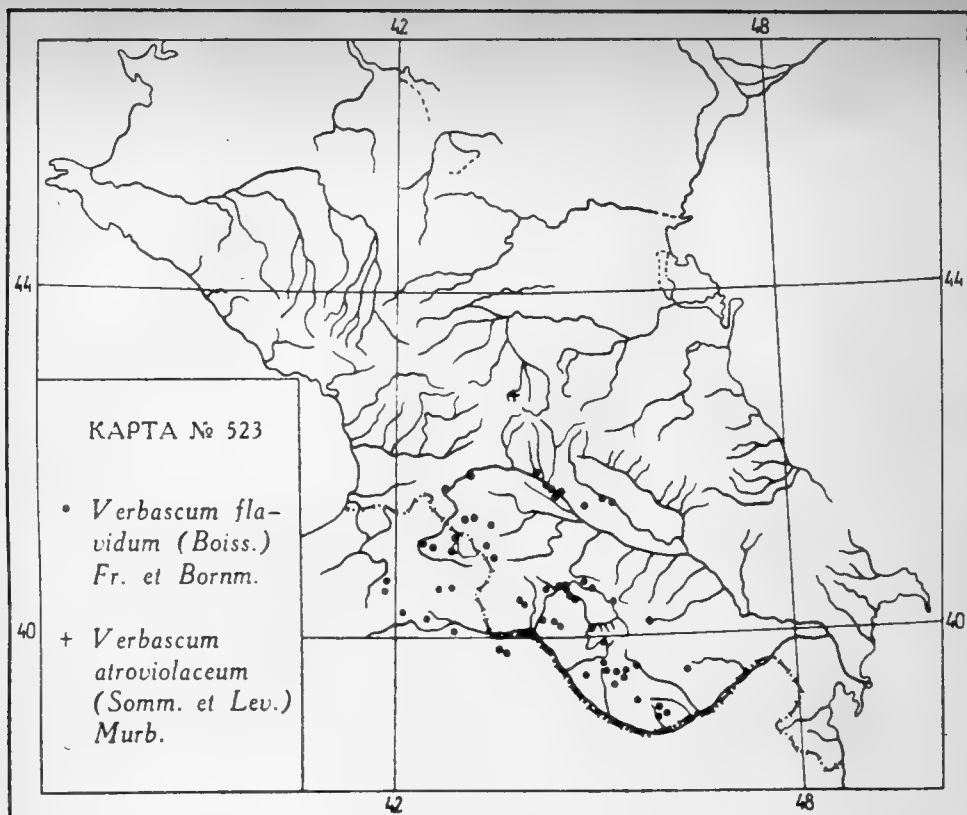 42 48
44 44
КАРТА № 523
• Verbascum fla-
vidum (Boiss.)
Fr. et Bornm.
40 40
+ Verbascum
atroviolaceum
(Somm. et Lev.)
Murb.
42 48